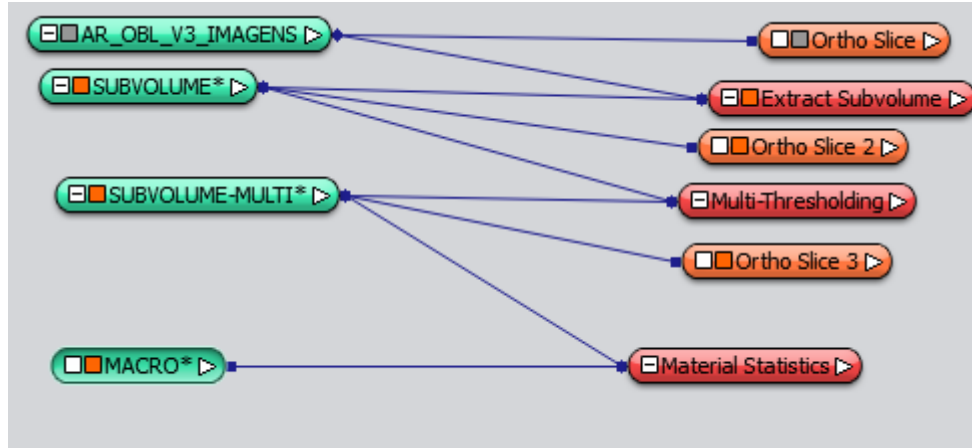 AR_OBL_V3_IMAGENS
Ortho Slice
SUBVOLUME*
Extract Subvolume
Ortho Slice 2
SUBVOLUME-MULTI*
Multi-Thresholding
Ortho Slice 3
MACRO*
Material Statistics